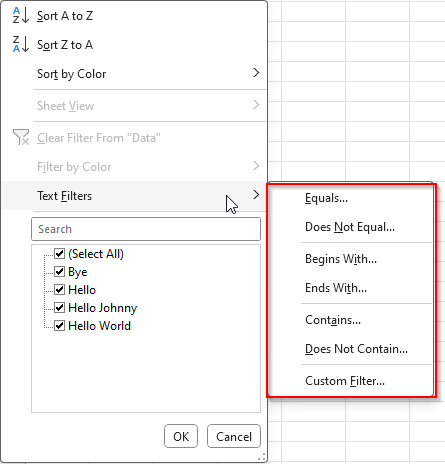 Sort A to Z
Sort Z to A
Sort by Color
Sheet View
Clear Filter From "Data"
Filter by Color
Text Filters
Search
(Select All)
Bye
Hello
Hello Johnny
Hello World
OK
Cancel
Equals...
Does Not Equal...
Begins With...
Ends With...
Contains...
Does Not Contain...
Custom Filter...